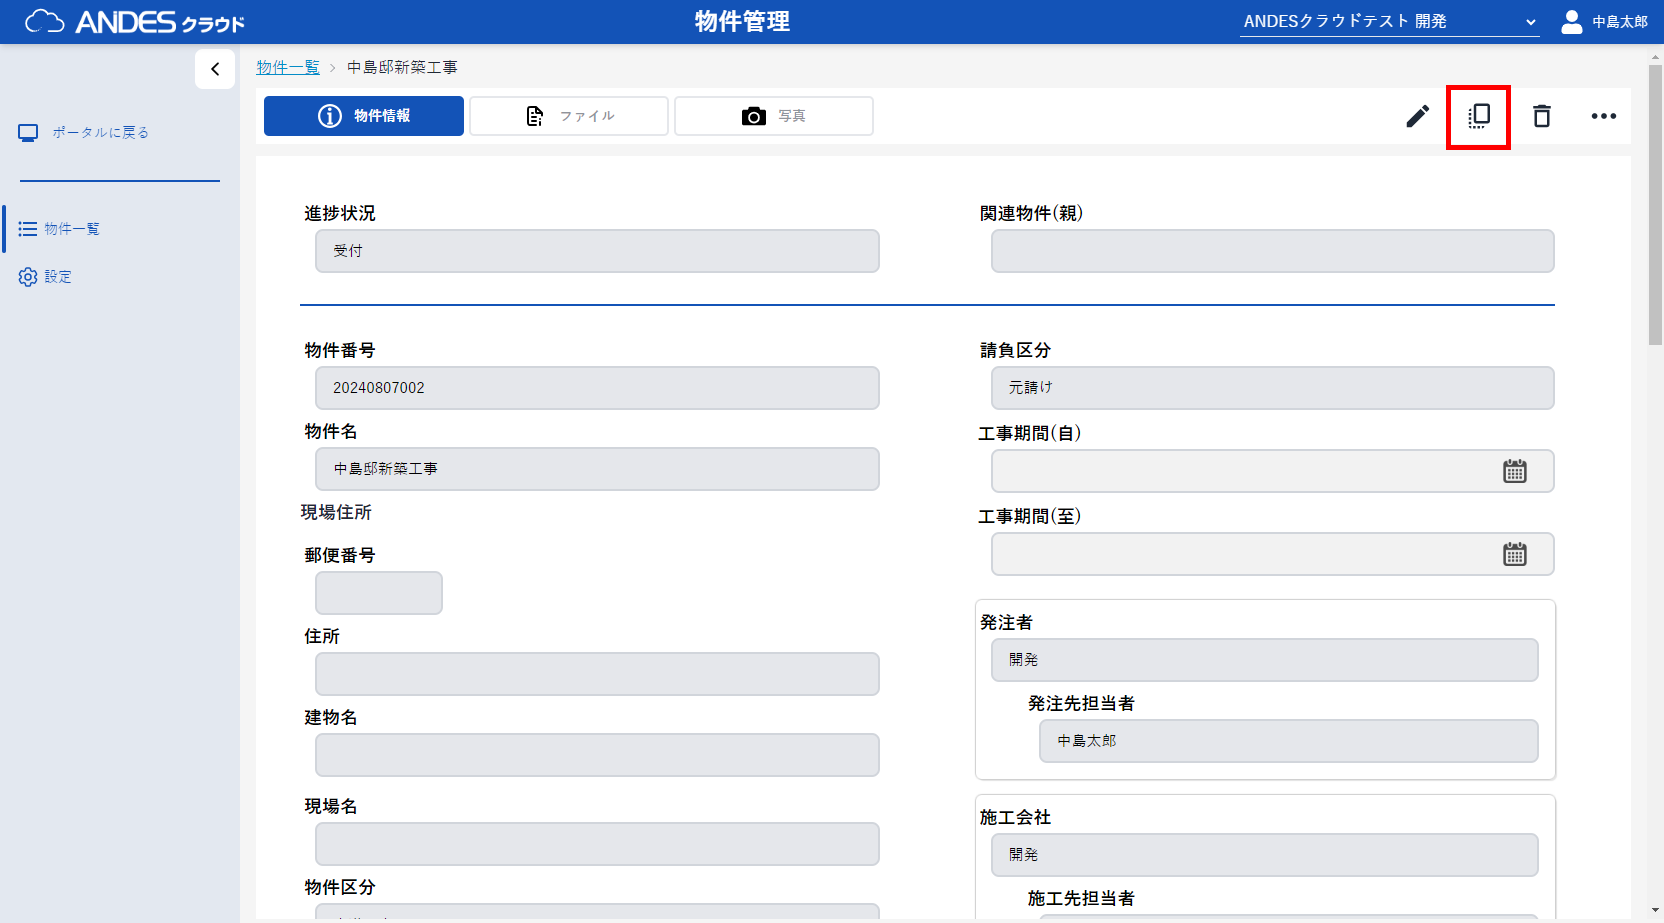 ANDES クラウド
物件管理
ANDESクラウドテスト 開発
中島太郎
物件一覧 > 中島邸新築工事
ポータルに戻る
物件一覧
設定
物件情報
ファイル
写真
進捗状況
受付
関連物件(親)
物件番号
20240807002
物件名
中島邸新築工事
現場住所
郵便番号
住所
建物名
現場名
物件区分
請負区分
元請け
工事期間(自)
工事期間(至)
発注者
開発
発注先担当者
中島太郎
施工会社
開発
施工先担当者